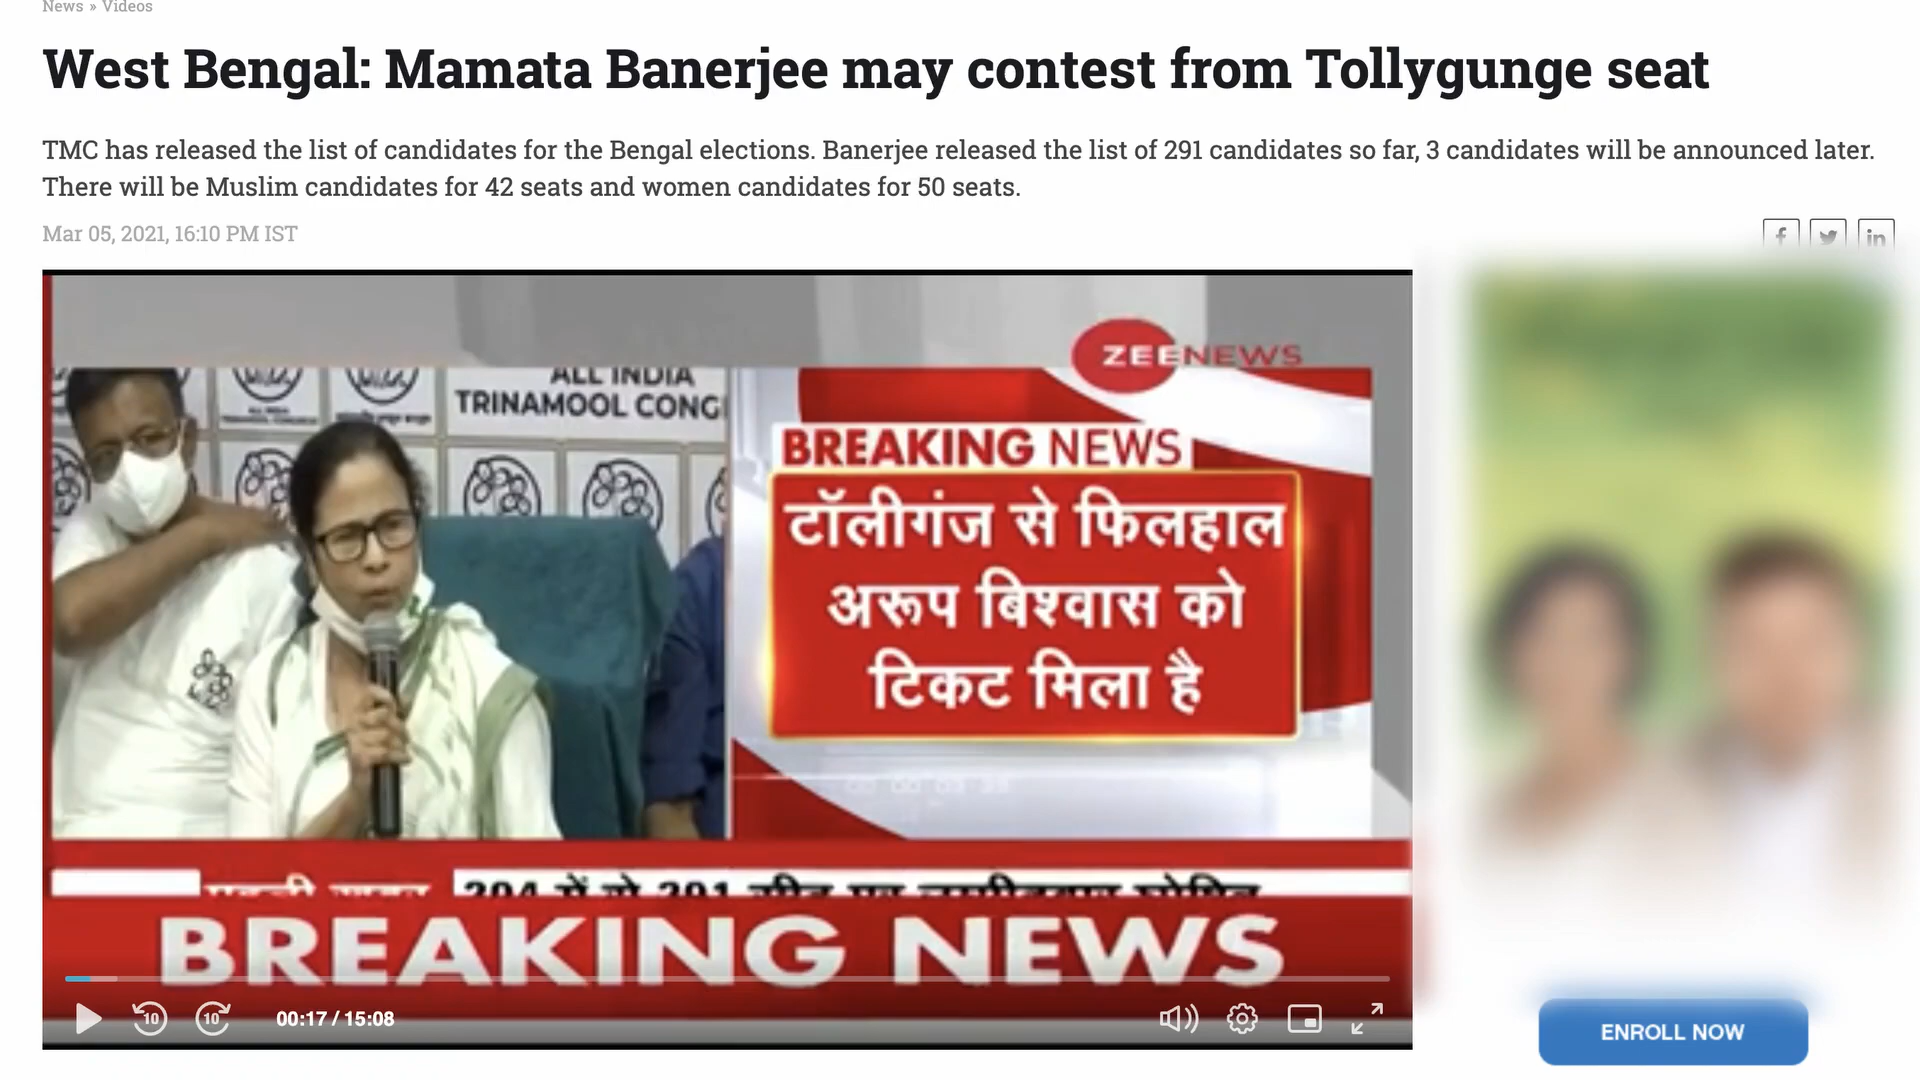 News » Videos
West Bengal: Mamata Banerjee may contest from Tollygunge seat
TMC has released the list of candidates for the Bengal elections. Banerjee released the list of 291 candidates so far, 3 candidates will be announced later.
There will be Muslim candidates for 42 seats and women candidates for 50 seats.
Mar 05, 2021, 16:10 PM IST
f in
ZEENEWS
ALL INDIA
TRINAMOOL CONG
BREAKING NEWS
टॉलीगंज से फिलहाल
अरूप बिश्वास को
टिकट मिला है
BREAKING NEWS
10 10 00:17 / 15:08
ENROLL NOW